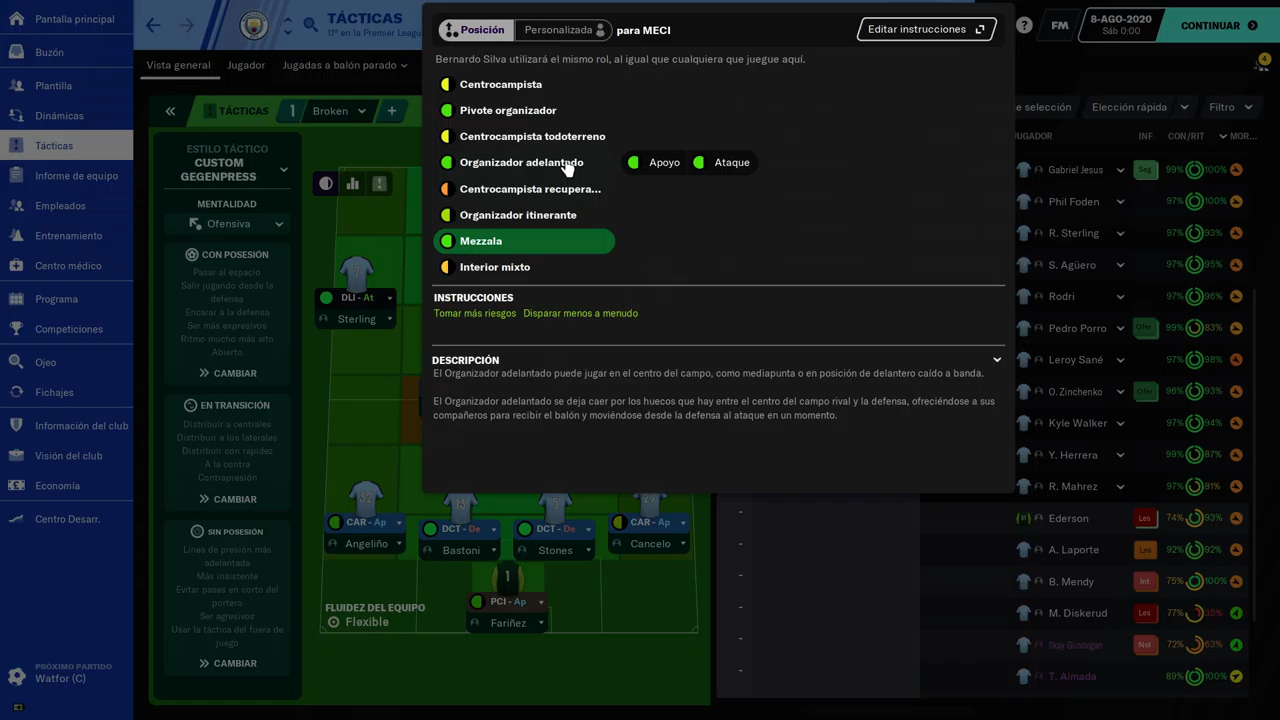 Pantalla principal
Buzón
Plantilla
Dinámicas
Tácticas
Informe de equipo
Empleados
Entrenamiento
Centro médico
Programa
Competiciones
Ojeo
Fichajes
Información del club
Visión del club
Economía
Centro Desarr.
PRÓXIMO PARTIDO
Watfor (C)
TÁCTICAS
11º en la Premier Leagu
Vista general
Jugador
Jugadas a balón parado
FM
8-AGO-2020
Sáb 0:00
CONTINUAR
4
TÁCTICAS
1
Broken
ESTILO TÁCTICO
CUSTOM
GEGENPRESS
MENTALIDAD
Ofensiva
CON POSESIÓN
Pasar al espacio
Salir jugando desde la
defensa
Encarar a la defensa
Ser más expresivos
Ritmo mucho más alto
Abierto
CAMBIAR
EN TRANSICIÓN
Distribuir a centrales
Distribuir a los laterales
Distribuir con rapidez
A la contra
Contrapresión
CAMBIAR
SIN POSESIÓN
Línea de presión más
adelantada
Más insistente
Evitar pases en corto del
portero
Ser agresivos
Usar la táctica del fuera de
juego
CAMBIAR
7
DLI - At
Sterling
32
CAR - Ap
Angeliño
13
DCT - De
Bastoni
5
DCT - De
Stones
27
CAR - Ap
Cancelo
1
PCI - Ap
Fariñez
FLUIDEZ DEL EQUIPO
Flexible
Posición
Personalizada
para MECI
Editar instrucciones
Bernardo Silva utilizará el mismo rol, al igual que cualquiera que juegue aquí.
Centrocampista
Pivote organizador
Centrocampista todoterreno
Organizador adelantado
Apoyo
Ataque
Centrocampista recupera...
Organizador itinerante
Mezzala
Interior mixto
INSTRUCCIONES
Tomar más riesgos Disparar menos a menudo
DESCRIPCIÓN
El Organizador adelantado puede jugar en el centro del campo, como mediapunta o en posición de delantero caído a banda.
El Organizador adelantado se deja caer por los huecos que hay entre el centro del campo rival y la defensa, ofreciéndose a sus
compañeros para recibir el balón y moviéndose desde la defensa al ataque en un momento.
e selección
Elección rápida
Filtro
JUGADOR INF CON/RIT MOR...
Gabriel Jesus Seg 99% 100%
Phil Foden 97% 100%
R. Sterling 97% 93%
S. Agüero 97% 95%
Rodri 97% 96%
Pedro Porro Ofer 99% 83%
Leroy Sané 97% 98%
O. Zinchenko Ofer 96% 93%
Kyle Walker 97% 94%
Y. Herrera 99% 87%
R. Mahrez 97% 81%
Ederson Les 74% 93%
A. Laporte Les 92% 92%
B. Mendy Int 75% 100%
M. Diskerud Les 77% 35%
Ilkay Gündogan Nol 72% 63%
T. Almada 89% 100%